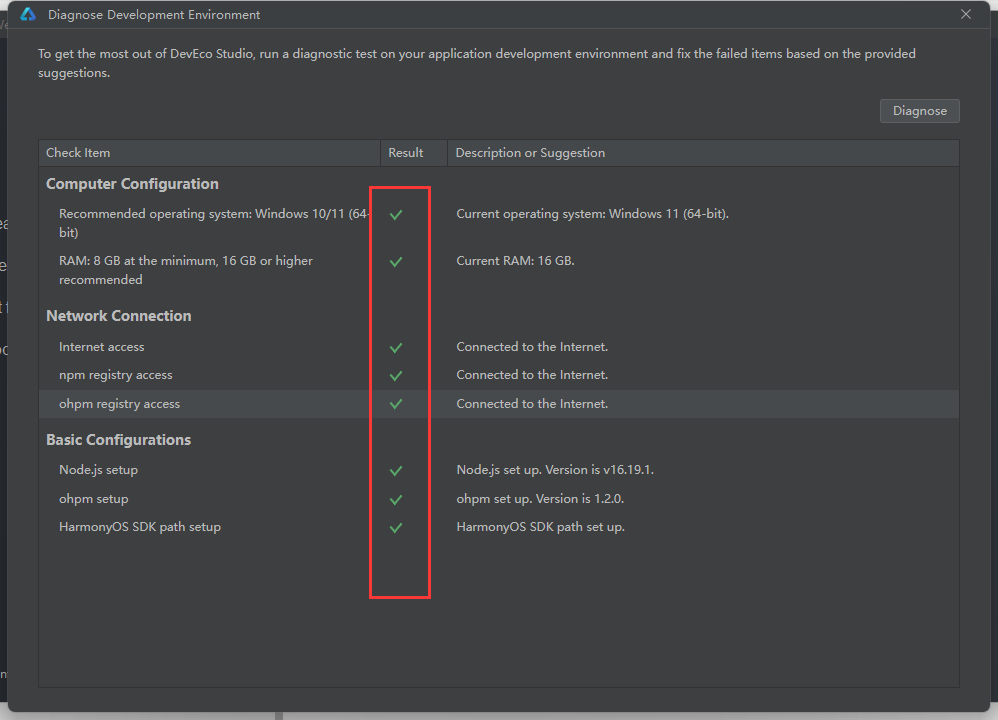 Diagnose Development Environment
To get the most out of DevEco Studio, run a diagnostic test on your application development environment and fix the failed items based on the provided
suggestions.
Diagnose
Check Item Result Description or Suggestion
Computer Configuration
Recommended operating system: Windows 10/11 (64- Current operating system: Windows 11 (64-bit).
bit)
RAM: 8 GB at the minimum, 16 GB or higher Current RAM: 16 GB.
recommended
Network Connection
Internet access Connected to the Internet.
npm registry access Connected to the Internet.
ohpm registry access Connected to the Internet.
Basic Configurations
Node.js setup Node.js set up. Version is v16.19.1.
ohpm setup ohpm set up. Version is 1.2.0.
HarmonyOS SDK path setup HarmonyOS SDK path set up.